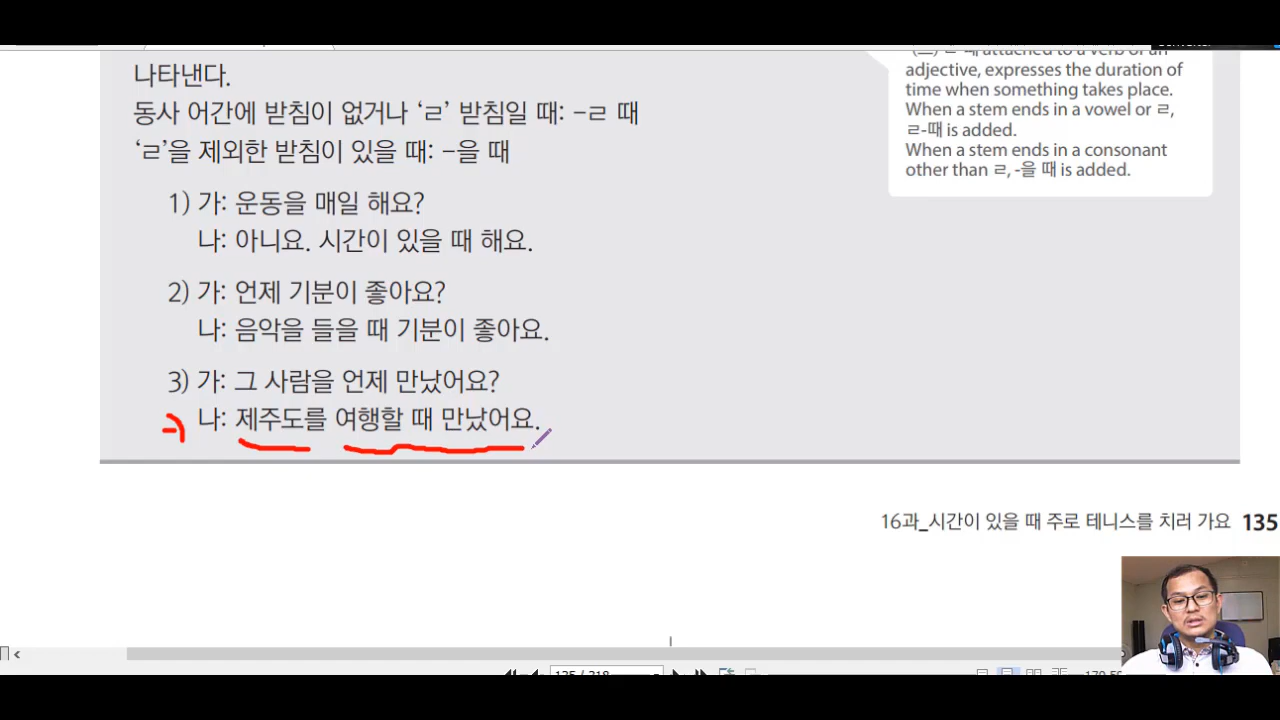 나타낸다.
동사 어간에 받침이 없거나 ‘ㄹ’ 받침일 때: –ㄹ 때
‘ㄹ’을 제외한 받침이 있을 때: –을 때
1) 가: 운동을 매일 해요?
나: 아니요. 시간이 있을 때 해요.
2) 가: 언제 기분이 좋아요?
나: 음악을 들을 때 기분이 좋아요.
3) 가: 그 사람을 언제 만났어요?
나: 제주도를 여행할 때 만났어요.
attached to a verb or an
adjective, expresses the duration of
time when something takes place.
When a stem ends in a vowel or ㄹ,
ㄹ-때 is added.
When a stem ends in a consonant
other than ㄹ, -을 때 is added.
16과_시간이 있을 때 주로 테니스를 치러 가요 135